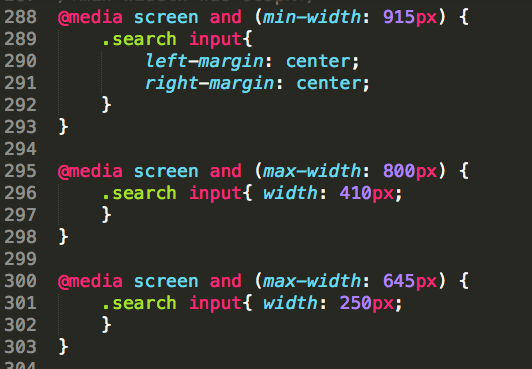 288 @media screen and (min-width: 915px) {
289 .search input{
290 left-margin: center;
291 right-margin: center;
292 }
293 }
294
295 @media screen and (max-width: 800px) {
296 .search input{ width: 410px;
297 }
298 }
299
300 @media screen and (max-width: 645px) {
301 .search input{ width: 250px;
302 }
303 }